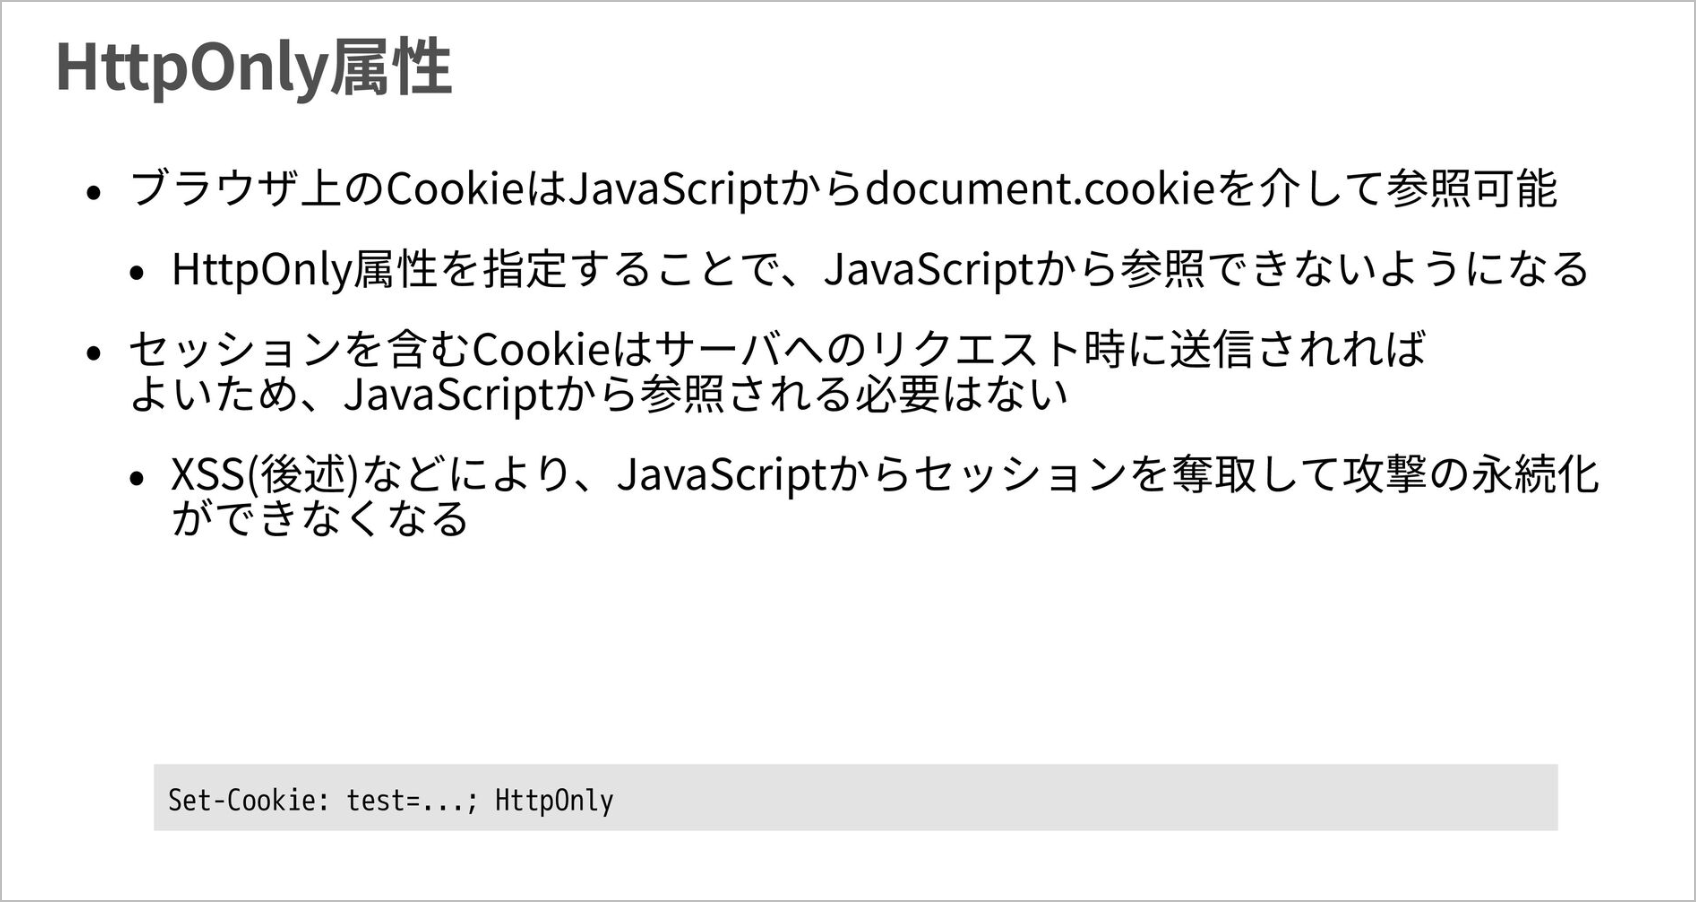 HttpOnly属性
• ブラウザ上のCookieはJavaScriptからdocument.cookieを介して参照可能
• HttpOnly属性を指定することで、JavaScriptから参照できないようになる
• セッションを含むCookieはサーバへのリクエスト時に送信されれば
よいため、JavaScriptから参照される必要はない
• XSS(後述)などにより、JavaScriptからセッションを奪取して攻撃の永続化
ができなくなる
Set-Cookie: test=...; HttpOnly